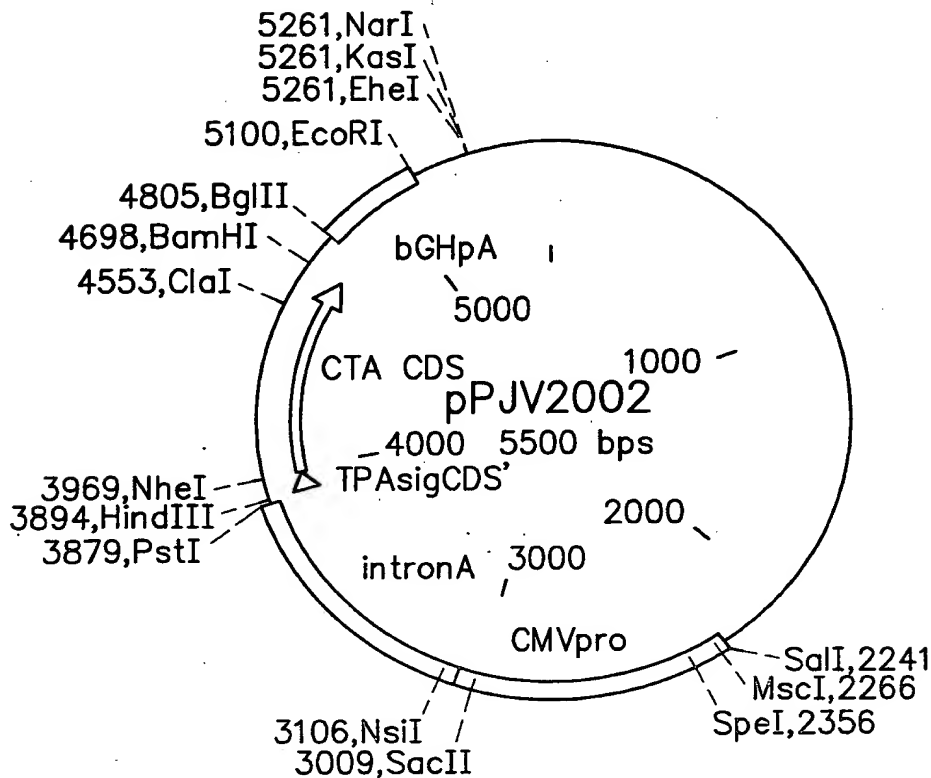 5261,NarI
5261,KasI
5261,EheI
5100,EcoRI
4805,BglII
4698,BamHI
4553,ClaI
bGHpA
5000
1000
CTA CDS
pPJV2002
4000
5500 bps
TPAsigCDS'
3969,NheI
3894,HindIII
3879,PstI
2000
intronA
3000
CMVpro
SalI,2241
MscI,2266
SpeI,2356
3106,NsiI
3009,SacII